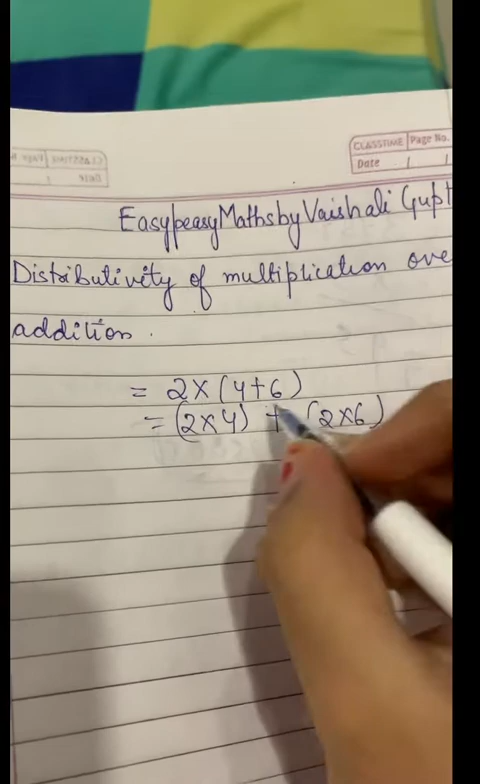 CLASSTIME Page No.
Date / /
EasypeasyMathsbyVaishali Gupt
Distributivity of multiplication ove
addition.
= 2×(4+6)
= (2×4) + (2×6)